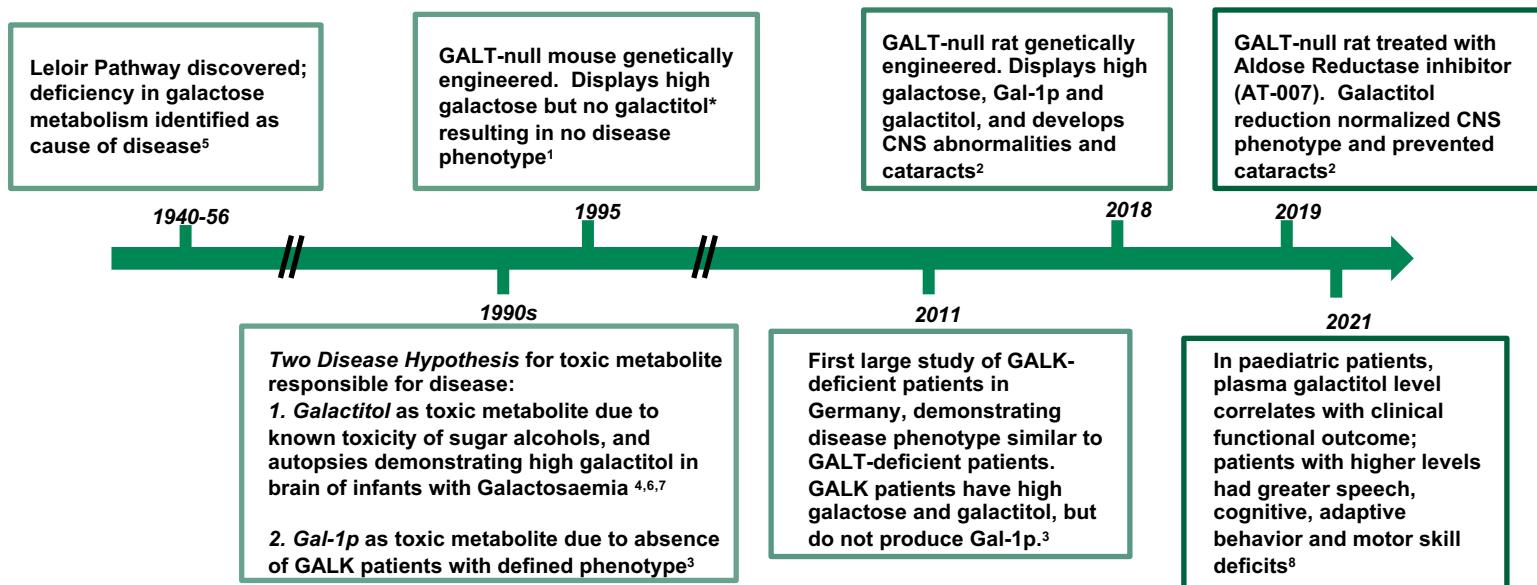 Leloir Pathway discovered;
deficiency in galactose
metabolism identified as
cause of disease⁵
1940-56
GALT-null mouse genetically
engineered. Displays high
galactose but no galactitol*
resulting in no disease
phenotype¹
1995
GALT-null rat genetically
engineered. Displays high
galactose, Gal-1p and
galactitol, and develops
CNS abnormalities and
cataracts²
2018
GALT-null rat treated with
Aldose Reductase inhibitor
(AT-007). Galactitol
reduction normalized CNS
phenotype and prevented
cataracts²
2019
1990s
Two Disease Hypothesis for toxic metabolite
responsible for disease:
1. Galactitol as toxic metabolite due to
known toxicity of sugar alcohols, and
autopsies demonstrating high galactitol in
brain of infants with Galactosaemia ⁴,⁶,⁷
2. Gal-1p as toxic metabolite due to absence
of GALK patients with defined phenotype³
2011
First large study of GALK-
deficient patients in
Germany, demonstrating
disease phenotype similar to
GALT-deficient patients.
GALK patients have high
galactose and galactitol, but
do not produce Gal-1p.³
2021
In paediatric patients,
plasma galactitol level
correlates with clinical
functional outcome;
patients with higher levels
had greater speech,
cognitive, adaptive
behavior and motor skill
deficits⁸